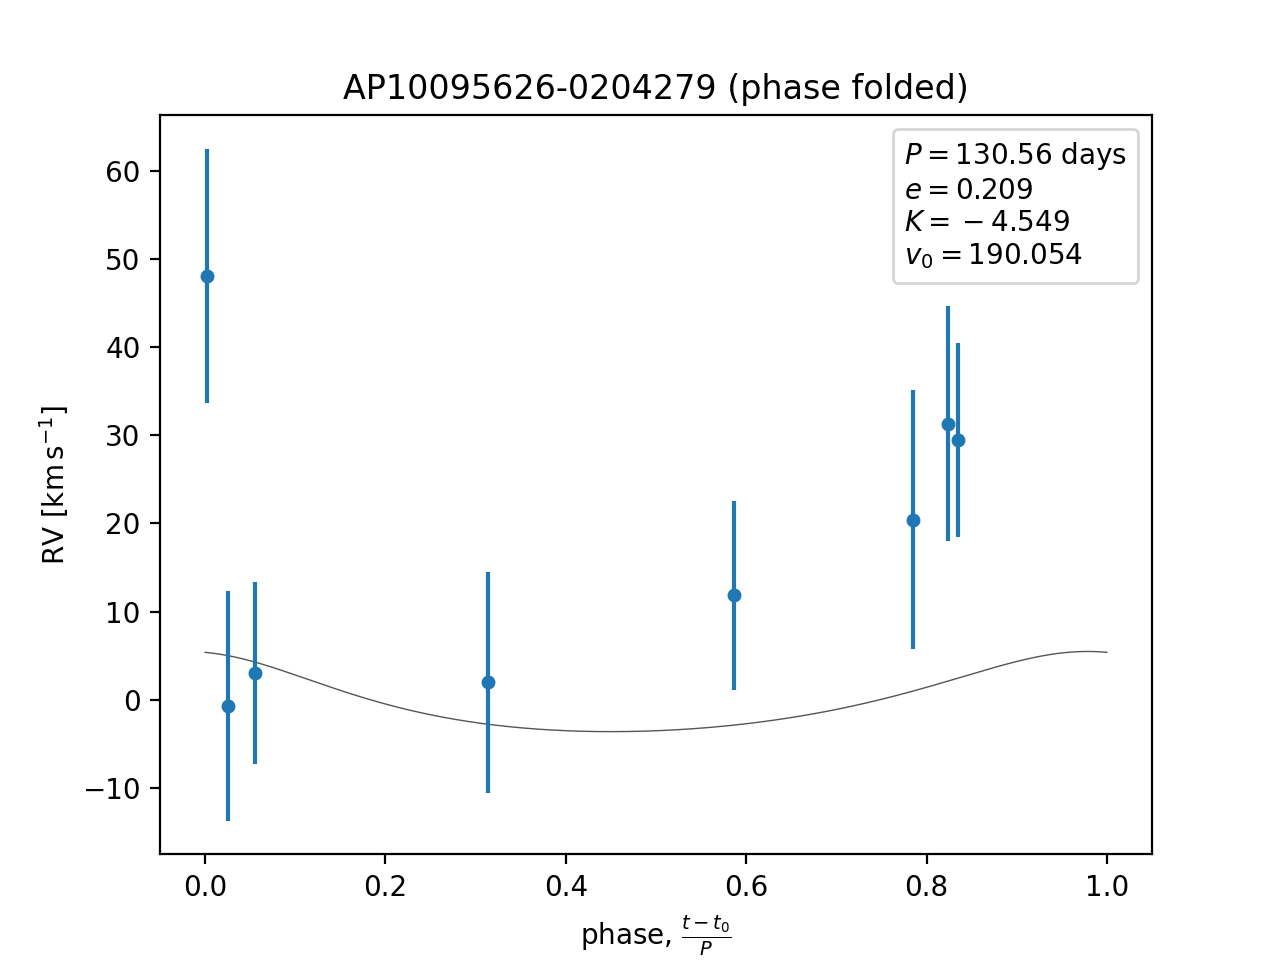 AP10095626-0204279 (phase folded)
P = 130.56 days
e = 0.209
K = −4.549
v₀ = 190.054
60
50
40
30
20
10
0
−10
RV [km s⁻¹]
0.0 0.2 0.4 0.6 0.8 1.0
phase, (t − t₀)/P